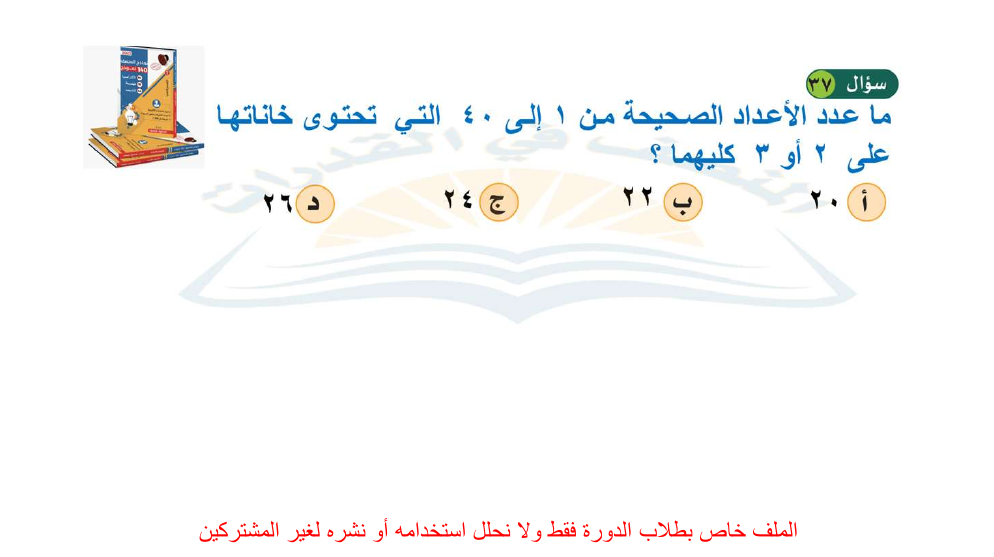 سؤال ٣٧
ما عدد الأعداد الصحيحة من ١ إلى ٤٠ التي تحتوى خاناتها
على ٢ أو ٣ كليهما ؟
أ ٢٠ ب ٢٢ ج ٢٤ د ٢٦
الملف خاص بطلاب الدورة فقط ولا نحلل استخدامه أو نشره لغير المشتركين